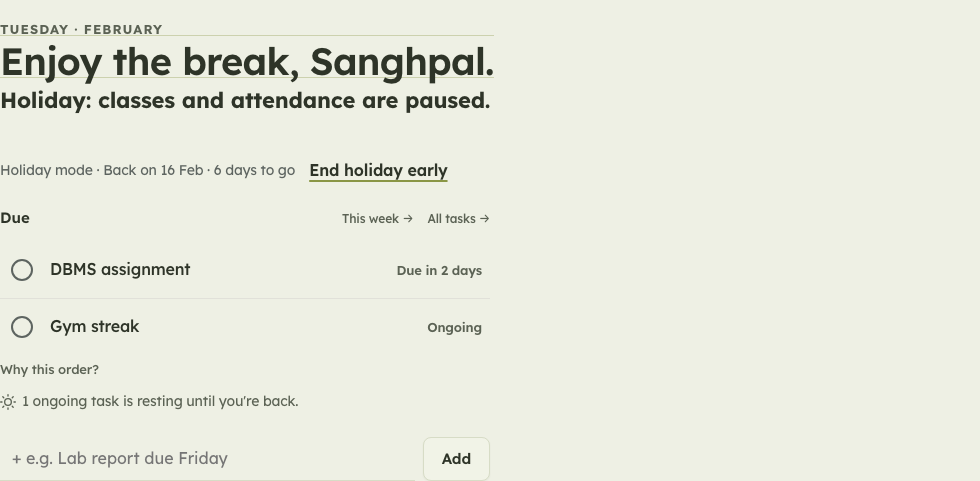 TUESDAY · FEBRUARY
Enjoy the break, Sanghpal.
Holiday: classes and attendance are paused.
Holiday mode · Back on 16 Feb · 6 days to go End holiday early
Due This week → All tasks →
DBMS assignment Due in 2 days
Gym streak Ongoing
Why this order?
1 ongoing task is resting until you're back.
+ e.g. Lab report due Friday Add